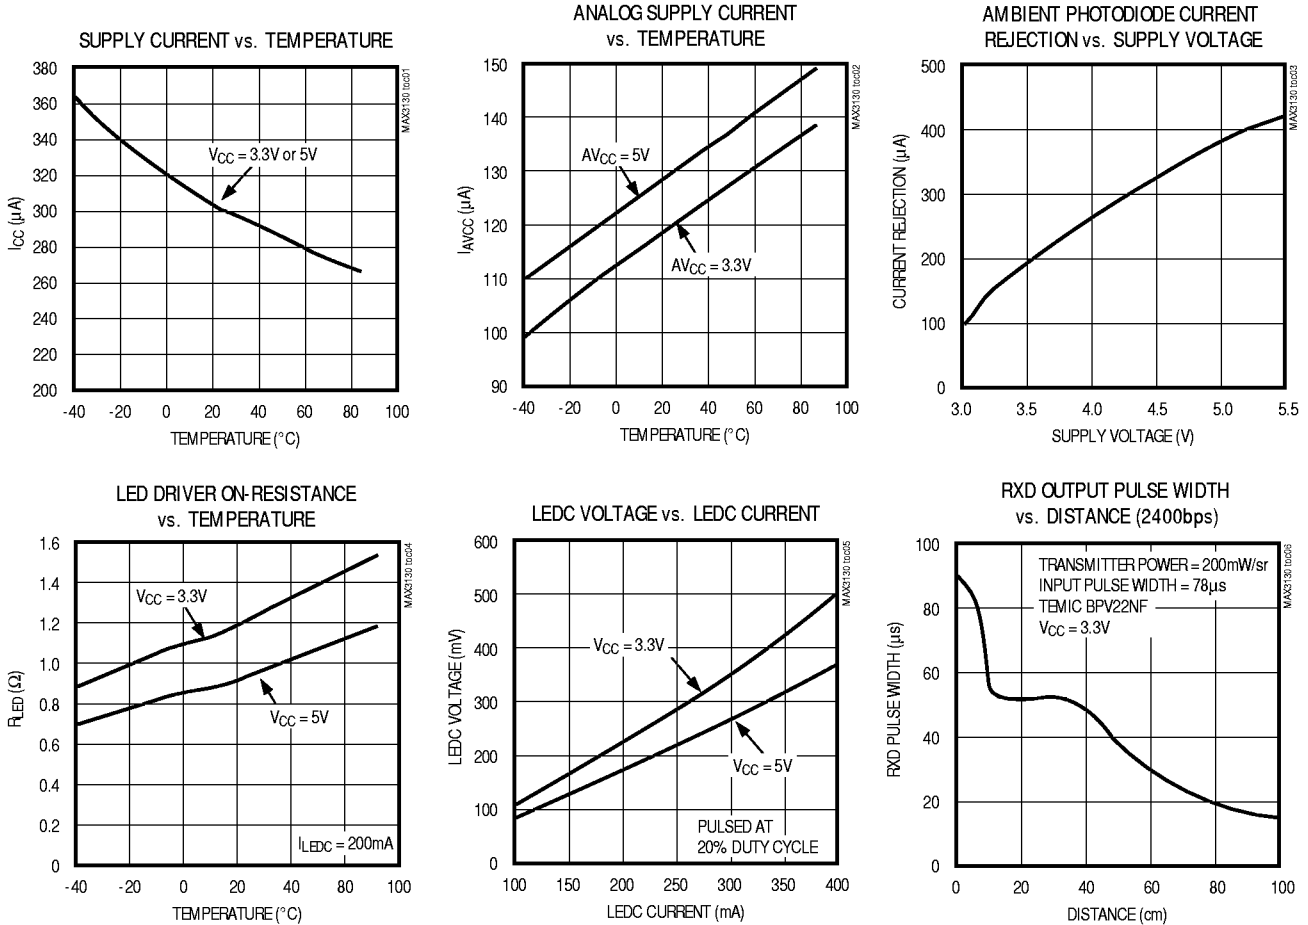 SUPPLY CURRENT vs. TEMPERATURE
380
360
340
320
300
280
260
240
220
200
ICC (µA)
VCC = 3.3V or 5V
MAX3130 toc01
-40 -20 0 20 40 60 80 100
TEMPERATURE (°C)
ANALOG SUPPLY CURRENT
vs. TEMPERATURE
150
140
130
120
110
100
90
IAVCC (µA)
AVCC = 5V
AVCC = 3.3V
MAX3130 toc02
-40 -20 0 20 40 60 80 100
TEMPERATURE (°C)
AMBIENT PHOTODIODE CURRENT
REJECTION vs. SUPPLY VOLTAGE
500
400
300
200
100
0
CURRENT REJECTION (µA)
MAX3130 toc03
3.0 3.5 4.0 4.5 5.0 5.5
SUPPLY VOLTAGE (V)
LED DRIVER ON-RESISTANCE
vs. TEMPERATURE
1.6
1.4
1.2
1.0
0.8
0.6
0.4
0.2
0
RLED (Ω)
VCC = 3.3V
VCC = 5V
ILEDC = 200mA
MAX3130 toc04
-40 -20 0 20 40 60 80 100
TEMPERATURE (°C)
LEDC VOLTAGE vs. LEDC CURRENT
600
500
400
300
200
100
0
LEDC VOLTAGE (mV)
VCC = 3.3V
VCC = 5V
PULSED AT
20% DUTY CYCLE
MAX3130 toc05
100 150 200 250 300 350 400
LEDC CURRENT (mA)
RXD OUTPUT PULSE WIDTH
vs. DISTANCE (2400bps)
100
80
60
40
20
0
RXD PULSE WIDTH (µs)
TRANSMITTER POWER = 200mW/sr
INPUT PULSE WIDTH = 78µs
TEMIC BPV22NF
VCC = 3.3V
MAX3130 toc06
0 20 40 60 80 100
DISTANCE (cm)